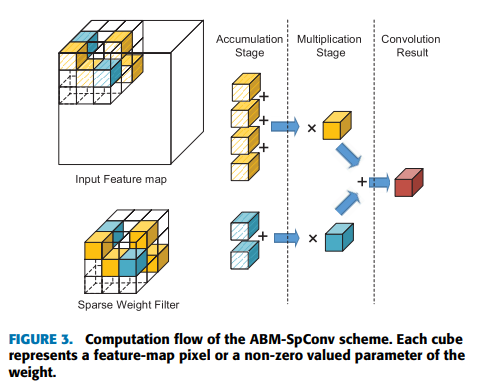 Accumulation Stage
Multiplication Stage
Convolution Result
Input Feature map
+
+
+
×
+
+
×
Sparse Weight Filter
FIGURE 3. Computation flow of the ABM-SpConv scheme. Each cube
represents a feature-map pixel or a non-zero valued parameter of the
weight.